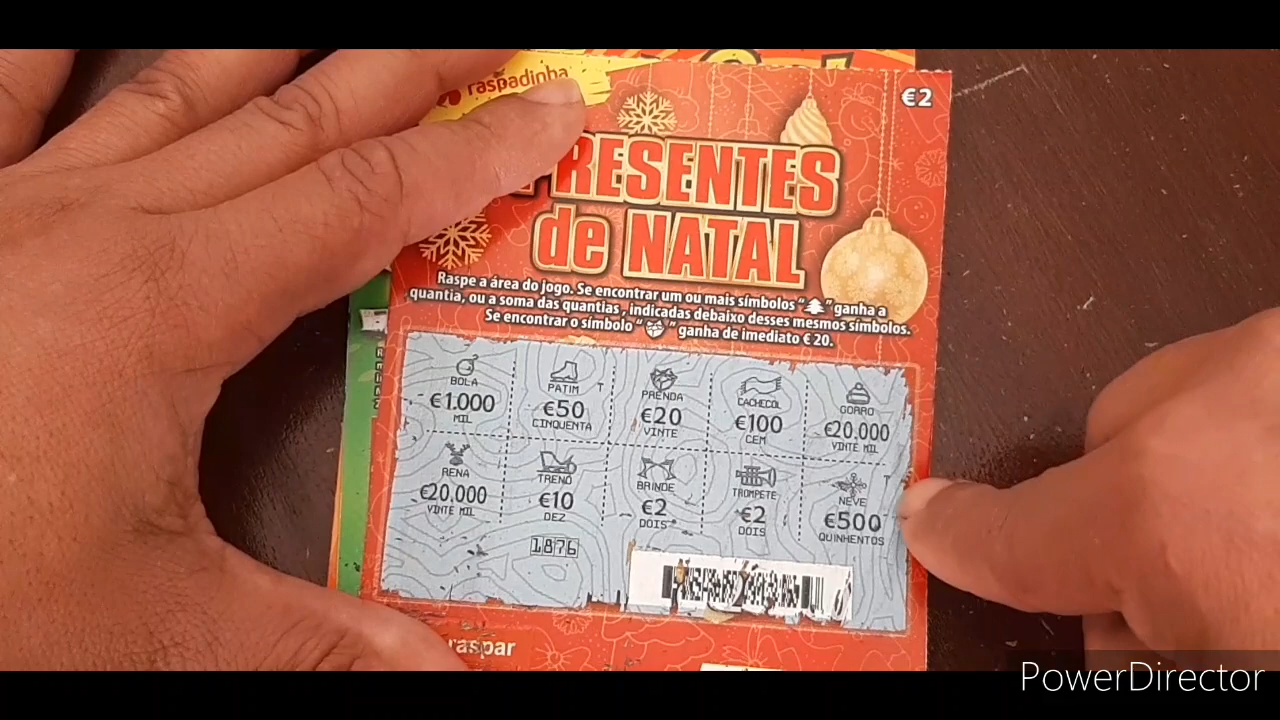 raspadinha
€2
PRESENTES
de NATAL
Raspe a área do jogo. Se encontrar um ou mais símbolos “ ” ganha a
quantia, ou a soma das quantias, indicadas debaixo desses mesmos símbolos.
Se encontrar o símbolo “ ” ganha de imediato € 20.
BOLA PATIM T PRENDA CACHECOL GORRO
€1.000 €50 €20 €100 €20.000
MIL CINQUENTA VINTE CEM VINTE MIL
RENA TRENÓ BRINDE TROMPETE NEVE T
€20.000 €10 €2 €2 €500
VINTE MIL DEZ DOIS DOIS QUINHENTOS
1876
raspar
PowerDirector